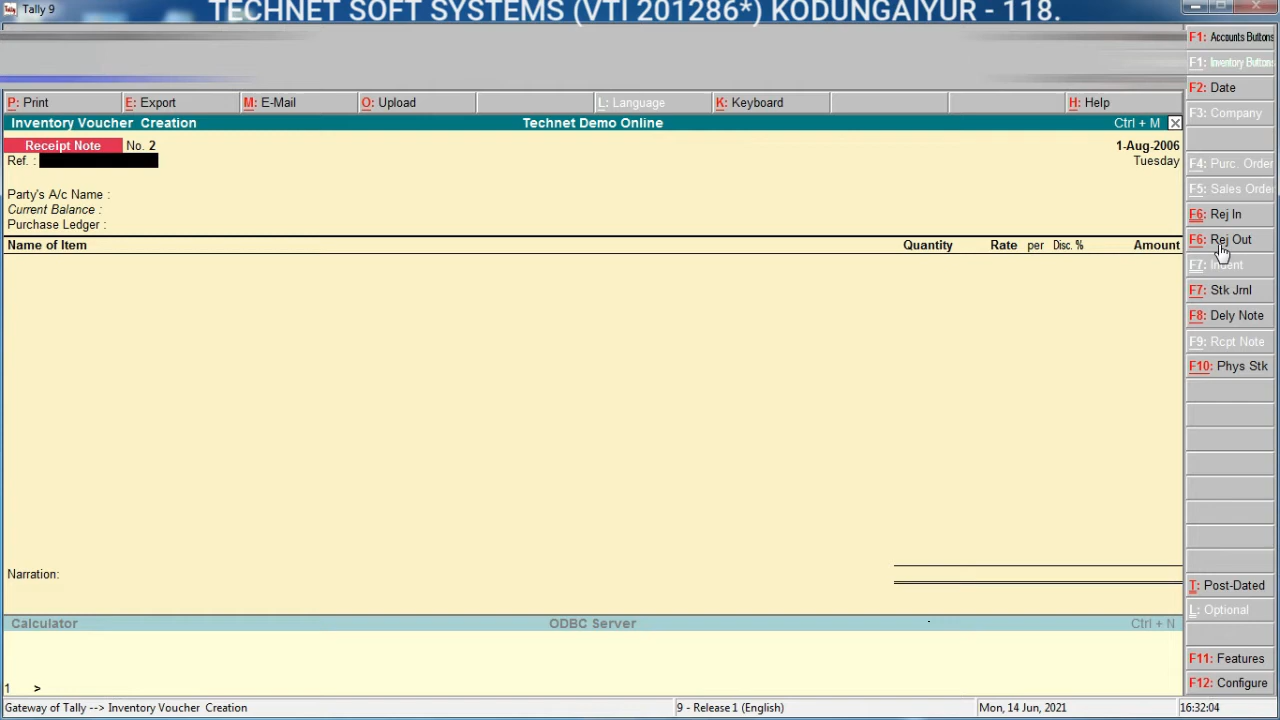 Tally 9
TECHNET SOFT SYSTEMS (VTI 201286*) KODUNGAIYUR - 118.
P: Print
E: Export
M: E-Mail
O: Upload
L: Language
K: Keyboard
H: Help
Inventory Voucher Creation
Technet Demo Online
Ctrl + M
Receipt Note
No. 2
1-Aug-2006
Ref. :
Tuesday
Party's A/c Name :
Current Balance :
Purchase Ledger :
Name of Item
Quantity
Rate
per
Disc. %
Amount
Narration:
Calculator
ODBC Server
Ctrl + N
1 >
F1: Accounts Buttons
F1: Inventory Buttons
F2: Date
F3: Company
F4: Purc. Order
F5: Sales Orde
F6: Rej In
F6: Rej Out
F7: Indent
F7: Stk Jrnl
F8: Dely Note
F9: Rcpt Note
F10: Phys Stk
T: Post-Dated
L: Optional
F11: Features
F12: Configure
Gateway of Tally --> Inventory Voucher Creation
9 - Release 1 (English)
Mon, 14 Jun, 2021
16:32:04